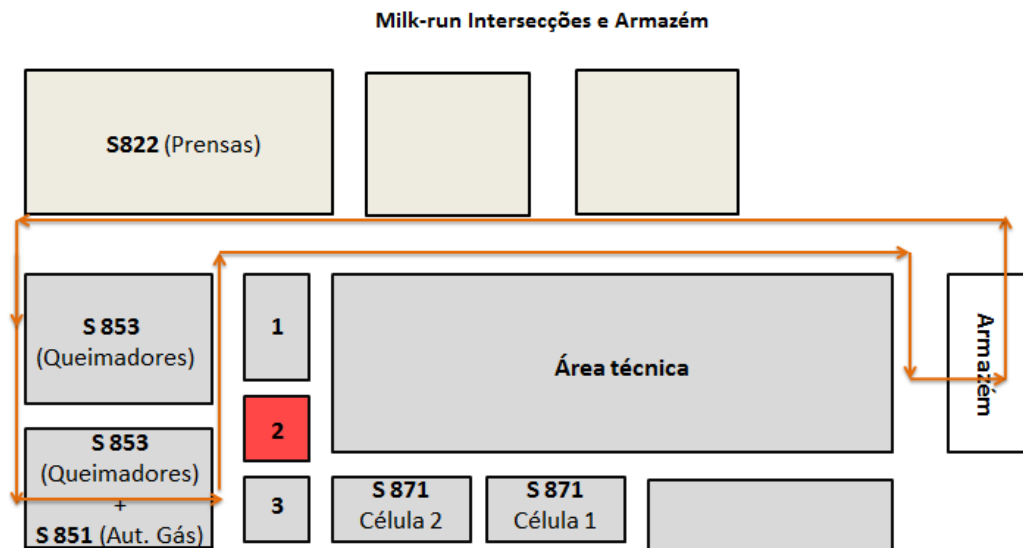 Milk-run Intersecções e Armazém
S822 (Prensas)
S 853
(Queimadores)
1
Área técnica
Armazém
2
S 853
(Queimadores)
+
S 851 (Aut. Gás)
3
S 871
Célula 2
S 871
Célula 1